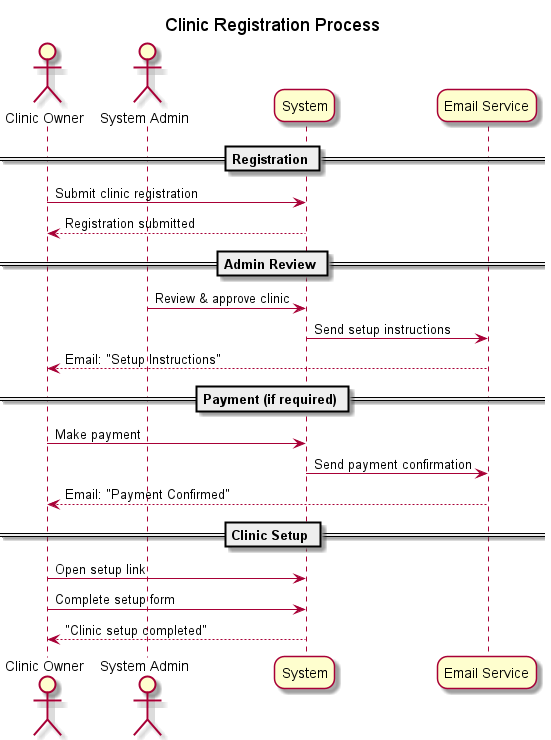 Clinic Registration Process
Clinic Owner
System Admin
System
Email Service
Registration
Submit clinic registration
Registration submitted
Admin Review
Review & approve clinic
Send setup instructions
Email: "Setup Instructions"
Payment (if required)
Make payment
Send payment confirmation
Email: "Payment Confirmed"
Clinic Setup
Open setup link
Complete setup form
"Clinic setup completed"
Clinic Owner
System Admin
System
Email Service